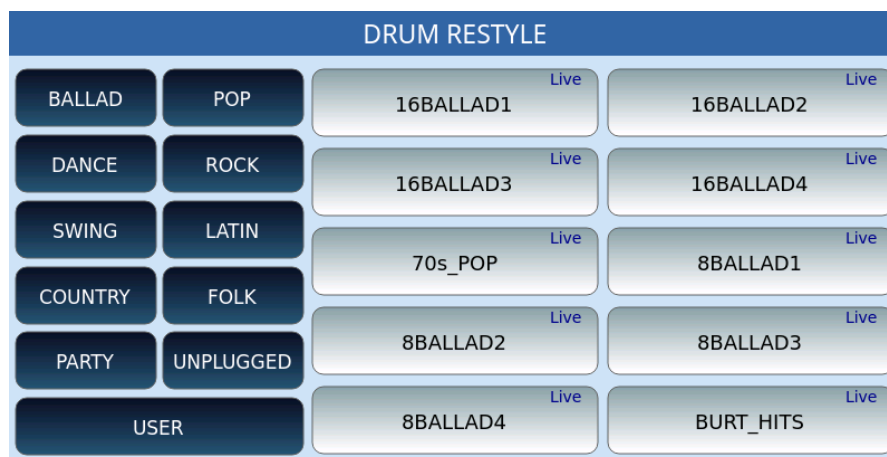 DRUM RESTYLE
BALLAD
POP
DANCE
ROCK
SWING
LATIN
COUNTRY
FOLK
PARTY
UNPLUGGED
USER
Live
16BALLAD1
Live
16BALLAD2
Live
16BALLAD3
Live
16BALLAD4
Live
70s_POP
Live
8BALLAD1
Live
8BALLAD2
Live
8BALLAD3
Live
8BALLAD4
Live
BURT_HITS